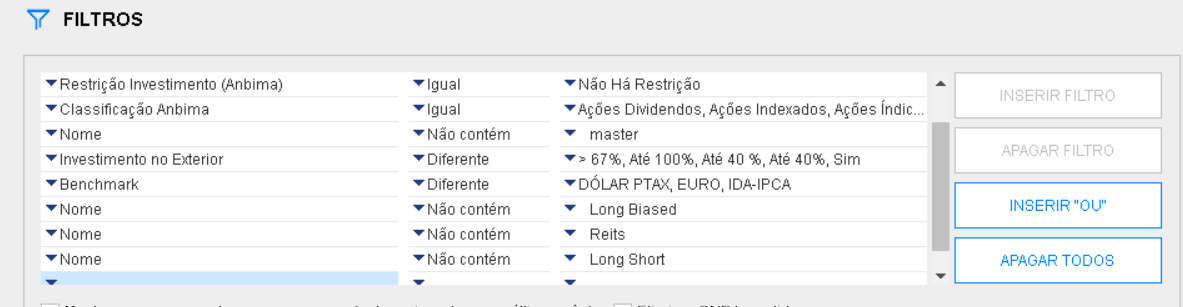 FILTROS
Restrição Investimento (Anbima) Igual Não Há Restrição
INSERIR FILTRO
Classificação Anbima Igual Ações Dividendos, Ações Indexados, Ações Índic...
Nome Não contém master
APAGAR FILTRO
Investimento no Exterior Diferente > 67%, Até 100%, Até 40 %, Até 40%, Sim
Benchmark Diferente DÓLAR PTAX, EURO, IDA-IPCA
Nome Não contém Long Biased
INSERIR "OU"
Nome Não contém Reits
Nome Não contém Long Short
APAGAR TODOS